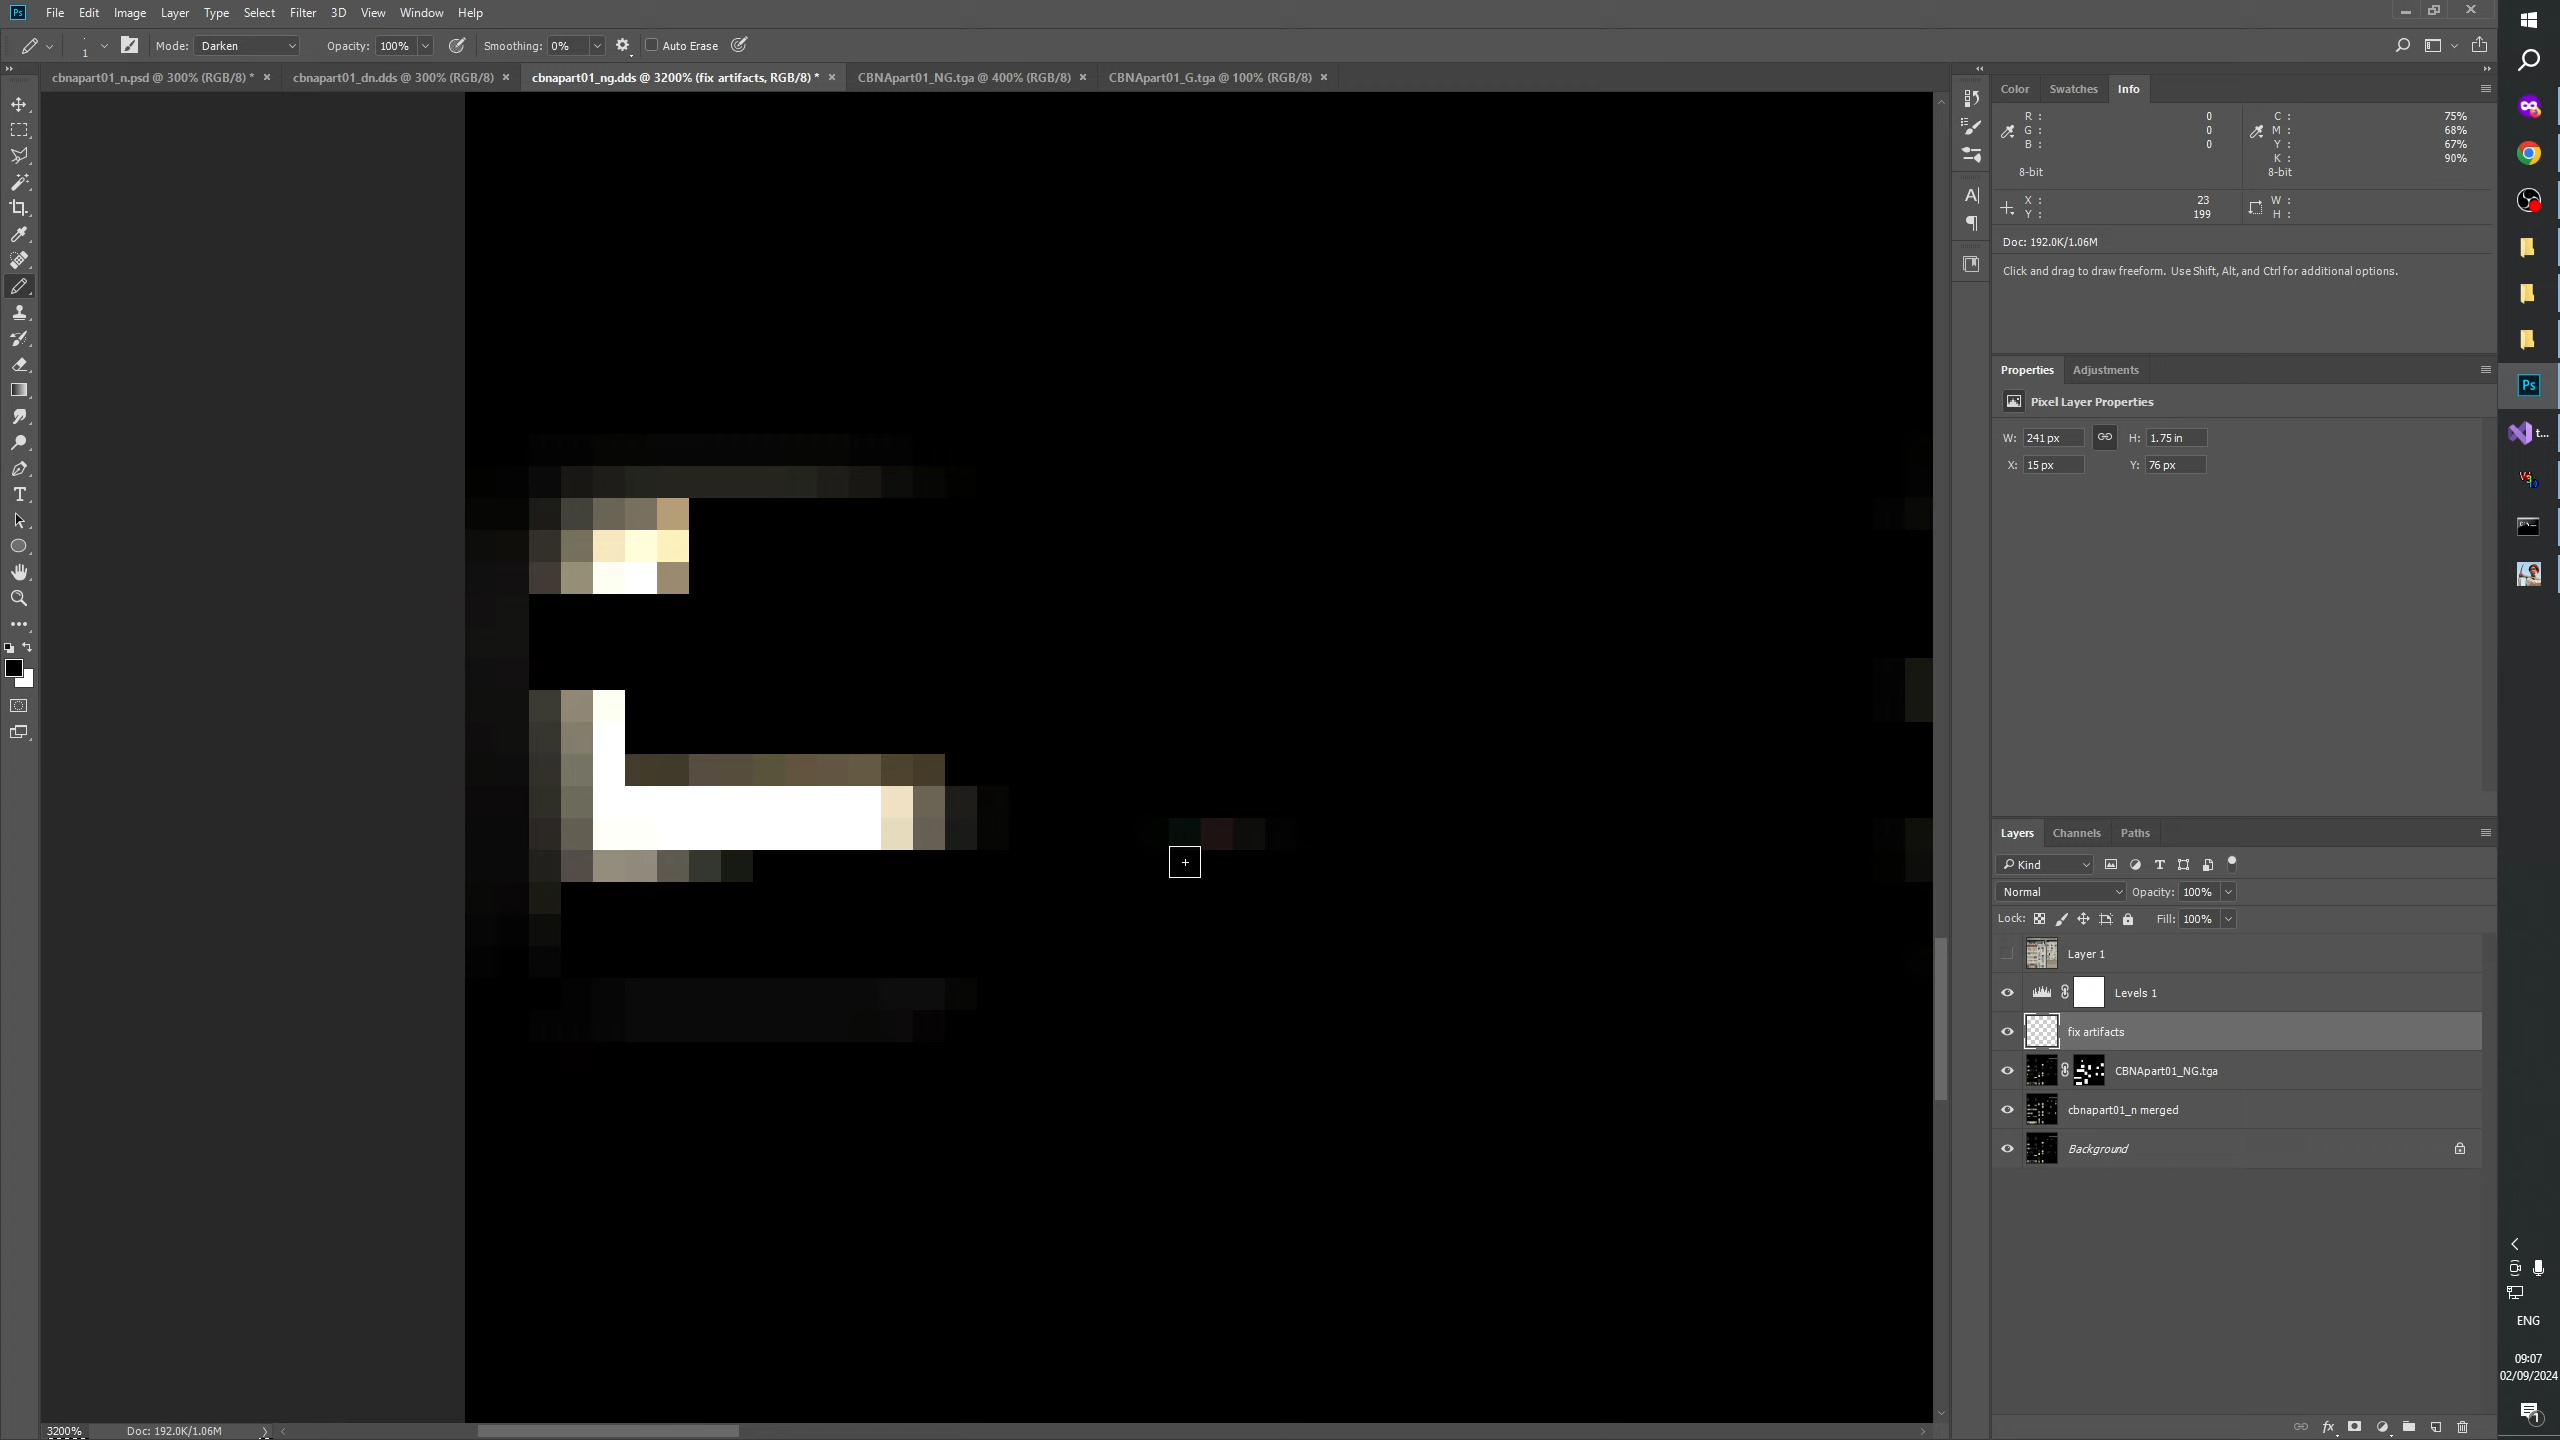 Ps File Edit Image Layer Type Select Filter 3D View Window Help
1 Mode: Darken Opacity: 100% Smoothing: 0% Auto Erase
cbnapart01_n.psd @ 300% (RGB/8) * × cbnapart01_dn.dds @ 300% (RGB/8) × cbnapart01_ng.dds @ 3200% (fix artifacts, RGB/8) * × CBNApart01_NG.tga @ 400% (RGB/8) × CBNApart01_G.tga @ 100% (RGB/8) ×
Color Swatches Info
R : 0 C : 75%
G : 0 M : 68%
B : 0 Y : 67%
K : 90%
8-bit 8-bit
X : 23 W :
Y : 199 H :
Doc: 192.0K/1.06M
Click and drag to draw freeform. Use Shift, Alt, and Ctrl for additional options.
Properties Adjustments
Pixel Layer Properties
W: 241 px H: 1.75 in
X: 15 px Y: 76 px
Layers Channels Paths
Kind
Normal Opacity: 100%
Lock: Fill: 100%
Layer 1
Levels 1
fix artifacts
CBNApart01_NG.tga
cbnapart01_n merged
Background
3200% Doc: 192.0K/1.06M
fx
Ps
t...
ENG
09:07
02/09/2024
1